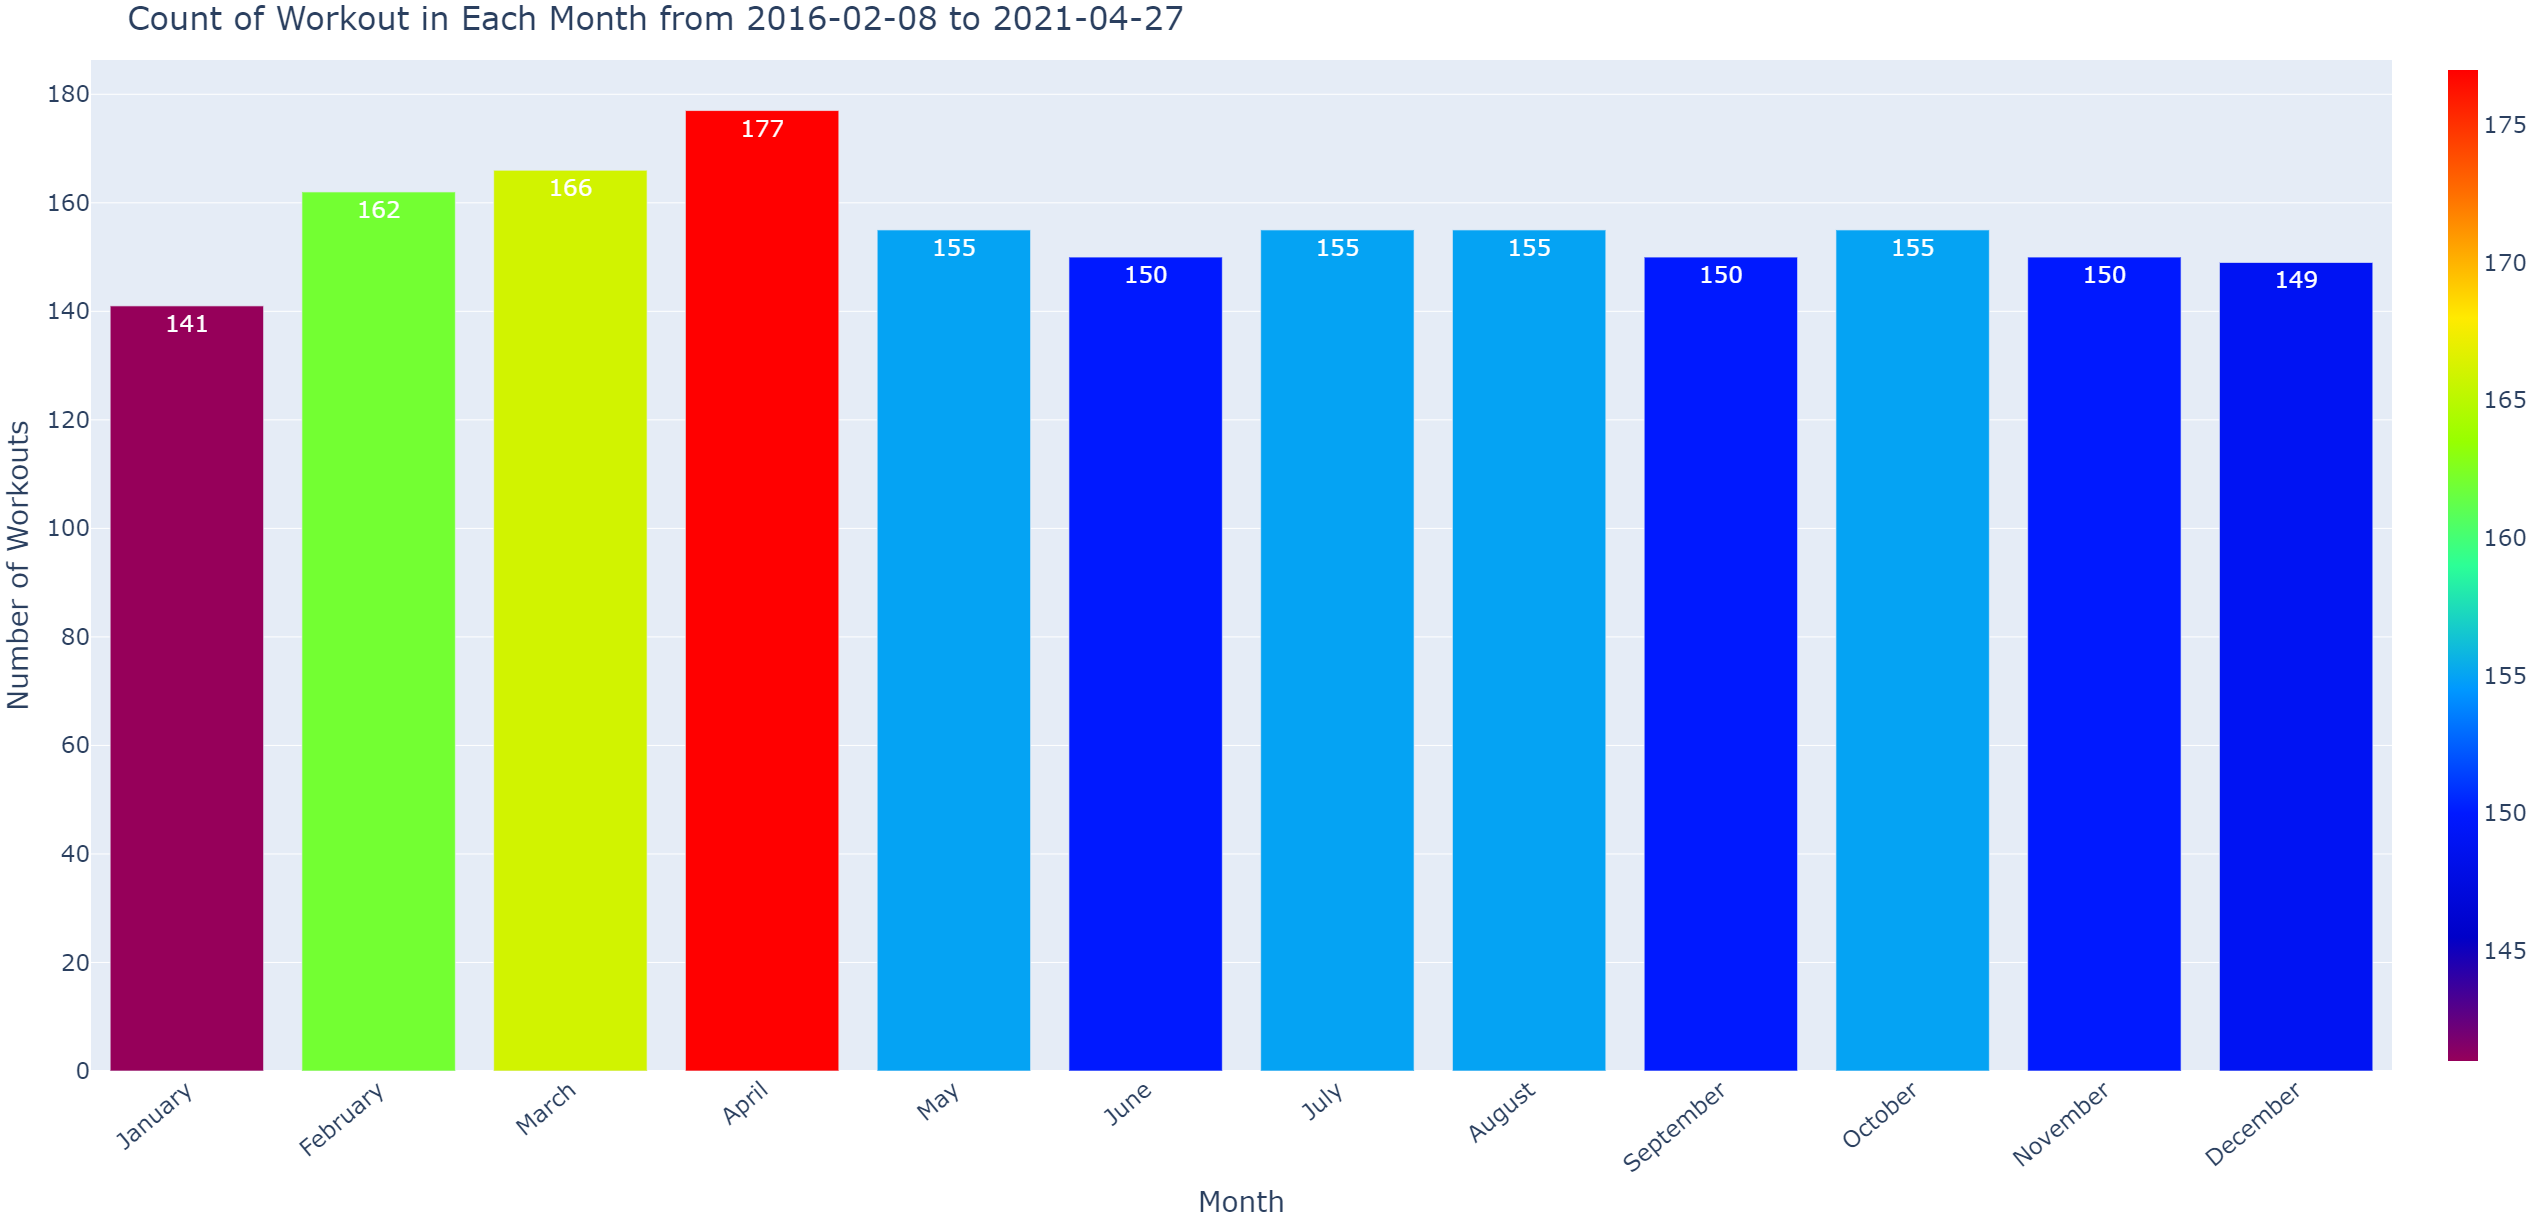 Count of Workout in Each Month from 2016-02-08 to 2021-04-27
Number of Workouts
180
160
140
120
100
80
60
40
20
0
141
162
166
177
155
150
155
155
150
155
150
149
January
February
March
April
May
June
July
August
September
October
November
December
Month
175
170
165
160
155
150
145